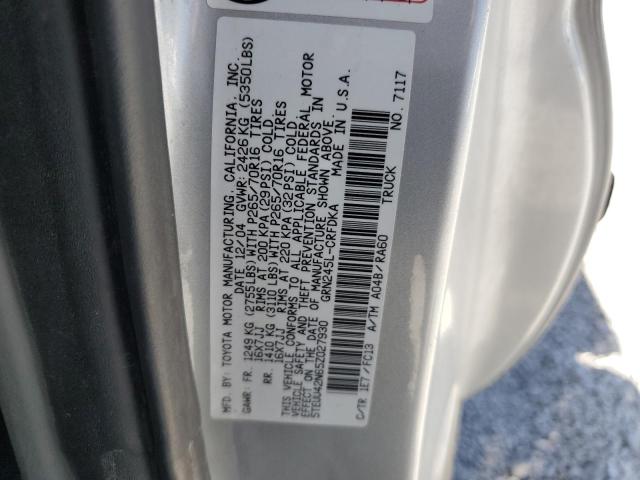 MFD. BY: TOYOTA MOTOR MANUFACTURING, CALIFORNIA, INC.
DATE 12/04 GVWR: 2426 KG (5350LBS)
GAWR: FR. 1249 KG (2755LBS) WITH P265/70R16 TIRES
16X7JJ RIMS AT 200 KPA (29PSI) COLD
RR. 1410 KG (3110 LBS) WITH P265/70R16 TIRES
16X7JJ RIMS AT 220 KPA (32PSI) COLD.
THIS VEHICLE CONFORMS TO ALL APPLICABLE FEDERAL MOTOR
VEHICLE SAFETY AND THEFT PREVENTION STANDARDS IN
EFFECT ON THE DATE OF MANUFACTURE SHOWN ABOVE.
5TEUU42N65Z027930 GRN245L-CRFDKA MADE IN U.S.A.
C/TR 1E7/FC13 A/TM A04B/RA60 TRUCK NO. 7117